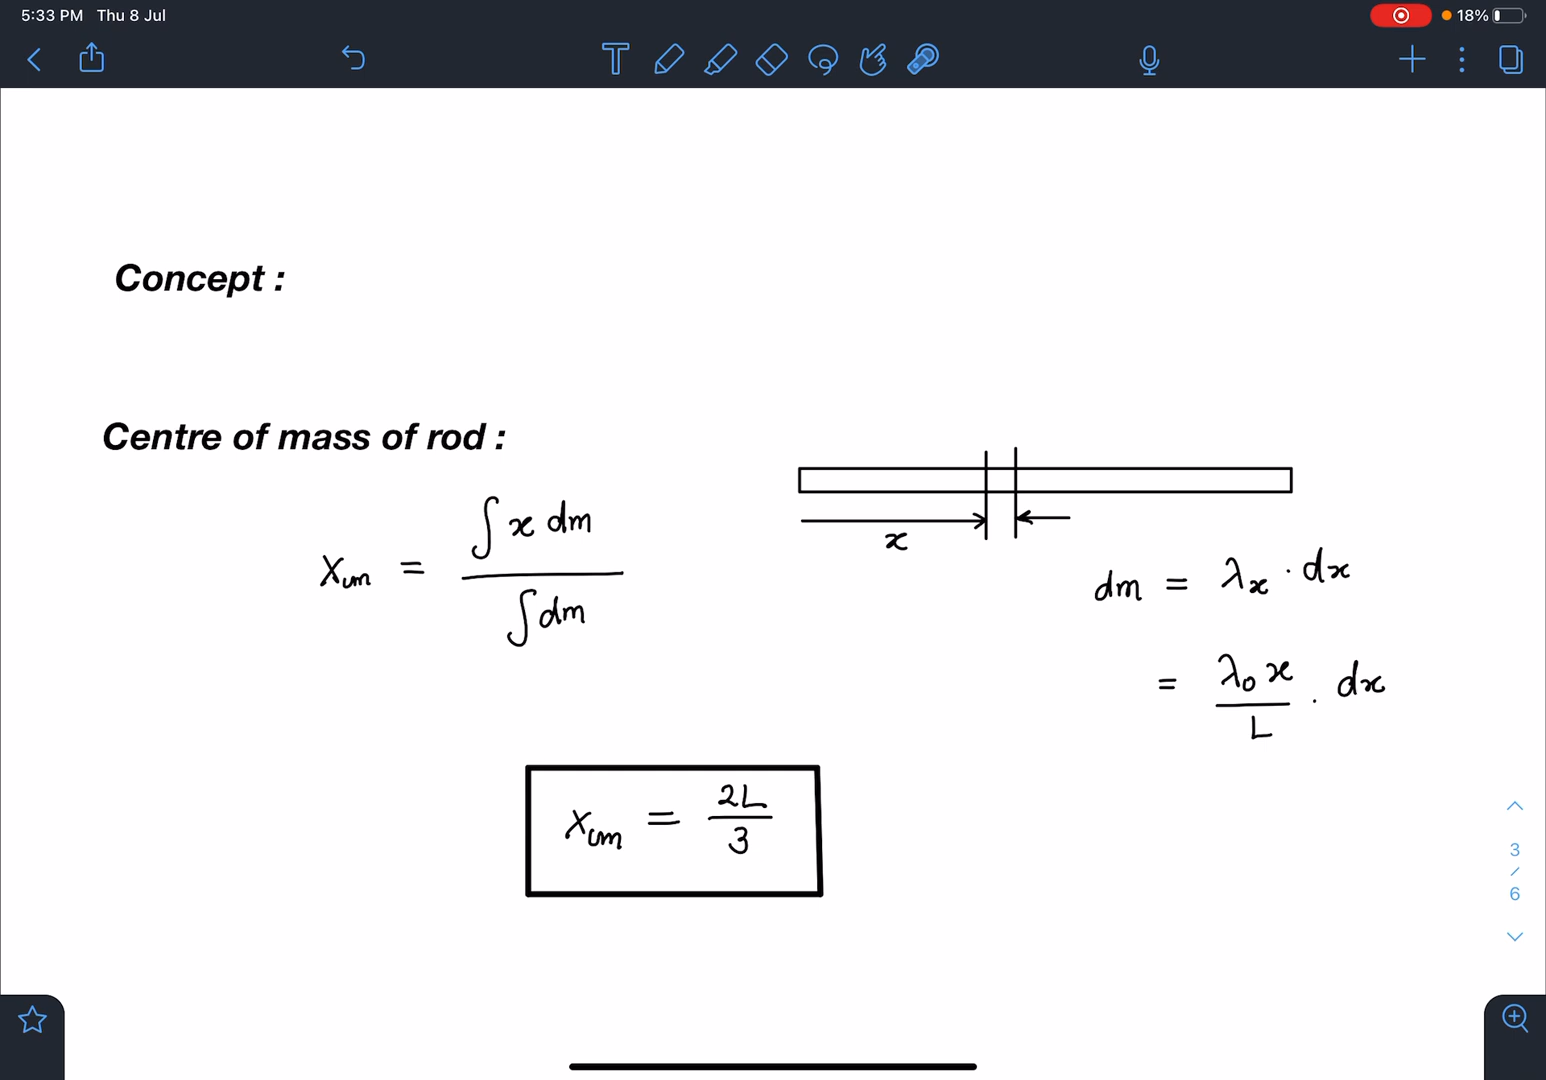 5:33 PM Thu 8 Jul
18%
T
Concept :
Centre of mass of rod :
x
Xcm = ∫ x dm / ∫ dm
dm = λx · dx
= λ0 x / L . dx
Xcm = 2L / 3
3
/
6